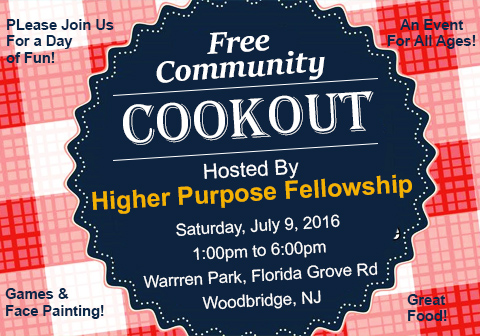 PLease Join Us
For a Day
of Fun!
An Event
For All Ages!
Free
Community
COOKOUT
Hosted By
Higher Purpose Fellowship
Saturday, July 9, 2016
1:00pm to 6:00pm
Warrren Park, Florida Grove Rd
Woodbridge, NJ
Games &
Face Painting!
Great
Food!